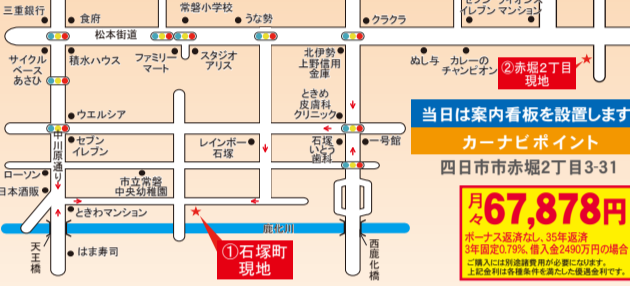 三重銀行
食府
常磐小学校
うな勢
クラクラ
イレブン
マンション
松本街道
サイクル
ベース
あさひ
積水ハウス
ファミリー
マート
スタジオ
アリス
北伊勢
上野信用
金庫
ぬし与
カレーの
チャンピオン
②赤堀2丁目
現地
ときめ
皮膚科
クリニック
ウエルシア
当日は案内看板を設置します
カーナビポイント
四日市市赤堀2丁目3-31
中川原通り
セブン
イレブン
レインボー
石塚
石塚
いとう
歯科
一号館
ローソン
日本酒販
市立常磐
中央幼稚園
ときわマンション
鹿化川
天王橋
はま寿司
①石塚町
現地
西鹿化橋
月々67,878円
ボーナス返済なし、35年返済
3年固定0.79%、借入金2490万円の場合
ご購入には別途諸費用が必要になります。
上記金利は各種条件を満たした優遇金利です。